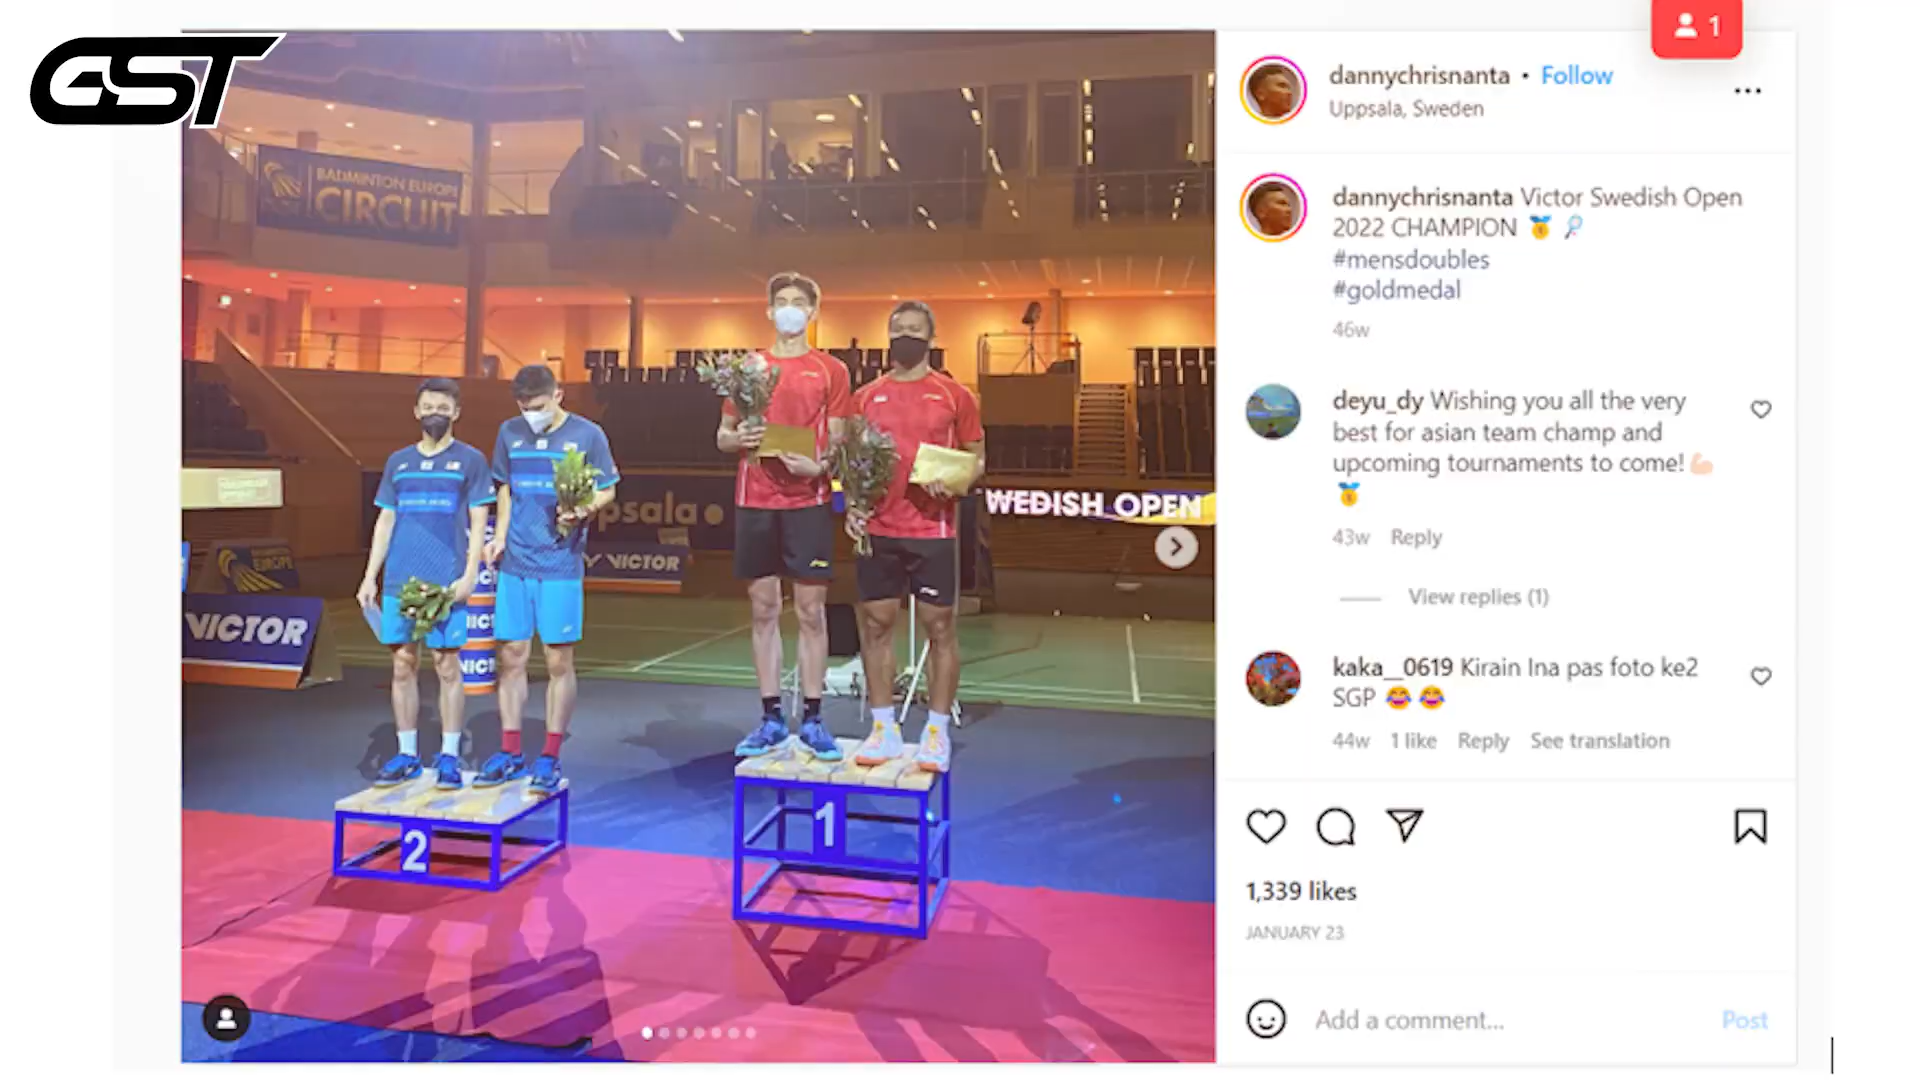 GST
1
dannychrisnanta • Follow
Uppsala, Sweden
dannychrisnanta Victor Swedish Open
2022 CHAMPION 🥇 🏸
#mensdoubles
#goldmedal
46w
deyu_dy Wishing you all the very
best for asian team champ and
upcoming tournaments to come! 💪🏻
🥇
43w Reply
View replies (1)
kaka__0619 Kirain Ina pas foto ke2
SGP 😂 😂
44w 1 like Reply See translation
1,339 likes
JANUARY 23
Add a comment... Post
BADMINTON EUROPE
CIRCUIT
WEDISH OPEN
psala
VICTOR
EUROPE
VICTOR
1
2